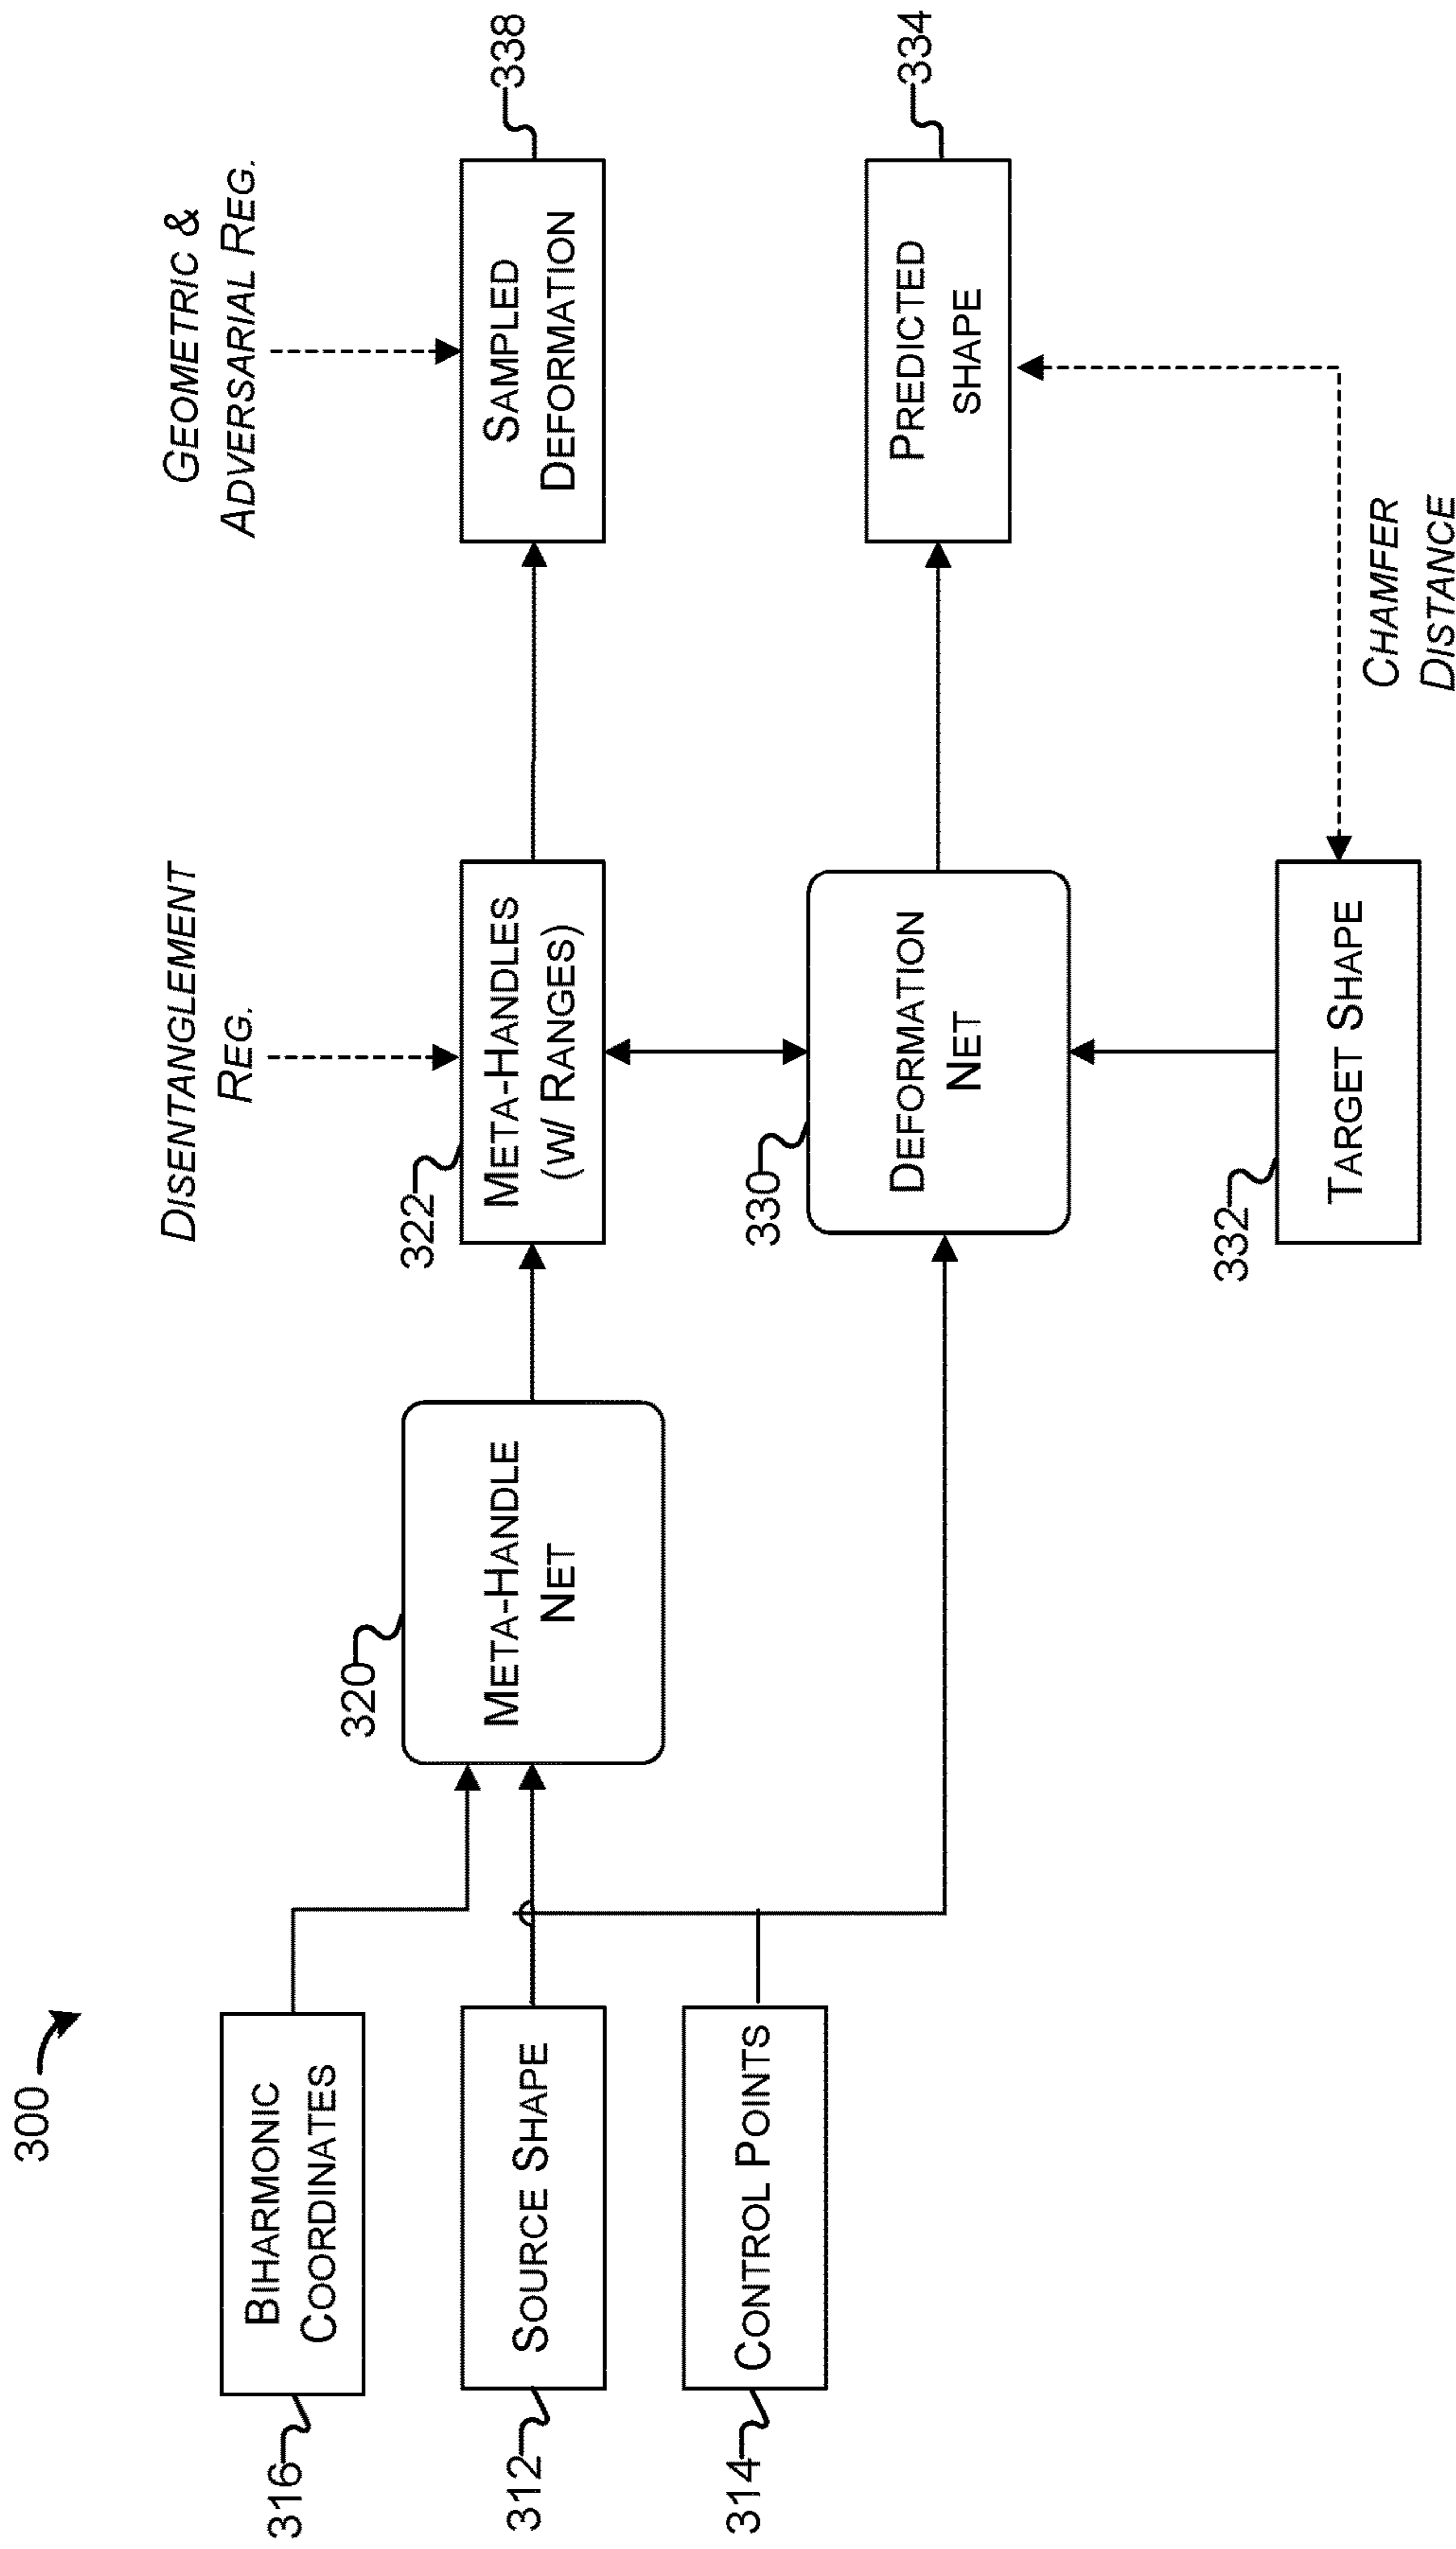 300
GEOMETRIC &
ADVERSARIAL REG.
DISENTANGLEMENT
REG.
316
BIHARMONIC
COORDINATES
320
META-HANDLE
NET
322
META-HANDLES
(W/ RANGES)
SAMPLED
DEFORMATION
338
312
SOURCE SHAPE
314
CONTROL POINTS
330
DEFORMATION
NET
PREDICTED
SHAPE
334
332
TARGET SHAPE
CHAMFER
DISTANCE